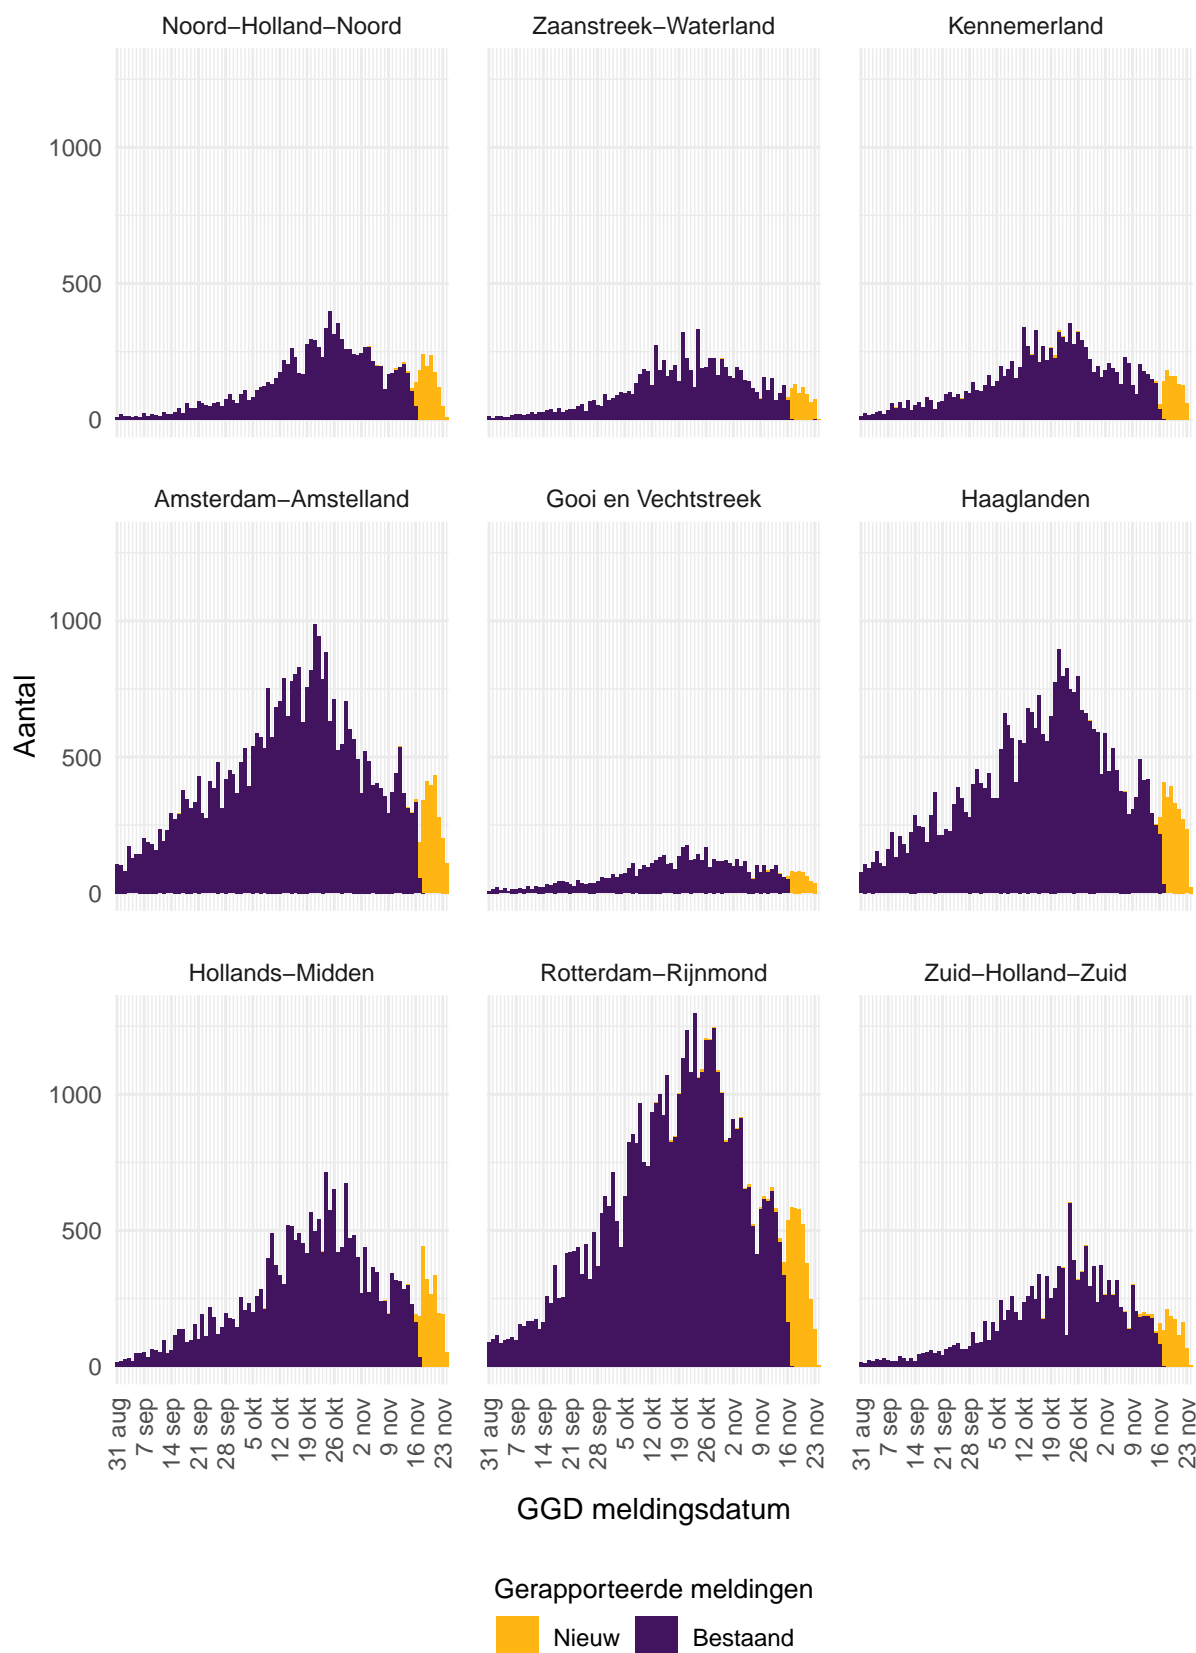 Noord−Holland−Noord Zaanstreek−Waterland Kennemerland
1000
500
0
Amsterdam−Amstelland Gooi en Vechtstreek Haaglanden
1000
500
0
Aantal
Hollands−Midden Rotterdam−Rijnmond Zuid−Holland−Zuid
1000
500
0
31 aug 7 sep 14 sep 21 sep 28 sep 5 okt 12 okt 19 okt 26 okt 2 nov 9 nov 16 nov 23 nov
31 aug 7 sep 14 sep 21 sep 28 sep 5 okt 12 okt 19 okt 26 okt 2 nov 9 nov 16 nov 23 nov
31 aug 7 sep 14 sep 21 sep 28 sep 5 okt 12 okt 19 okt 26 okt 2 nov 9 nov 16 nov 23 nov
GGD meldingsdatum
Gerapporteerde meldingen
Nieuw Bestaand